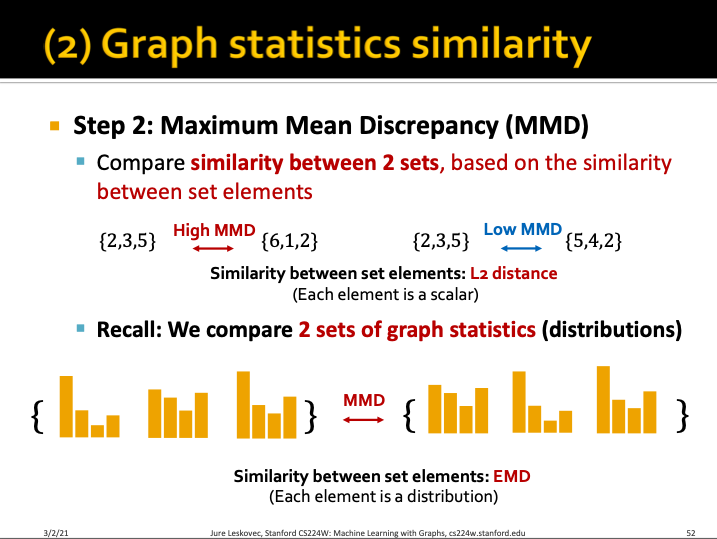 (2) Graph statistics similarity
Step 2: Maximum Mean Discrepancy (MMD)
Compare similarity between 2 sets, based on the similarity
between set elements
{2,3,5} High MMD {6,1,2} {2,3,5} Low MMD {5,4,2}
Similarity between set elements: L2 distance
(Each element is a scalar)
Recall: We compare 2 sets of graph statistics (distributions)
{ } MMD { }
Similarity between set elements: EMD
(Each element is a distribution)
3/2/21 Jure Leskovec, Stanford CS224W: Machine Learning with Graphs, cs224w.stanford.edu 52